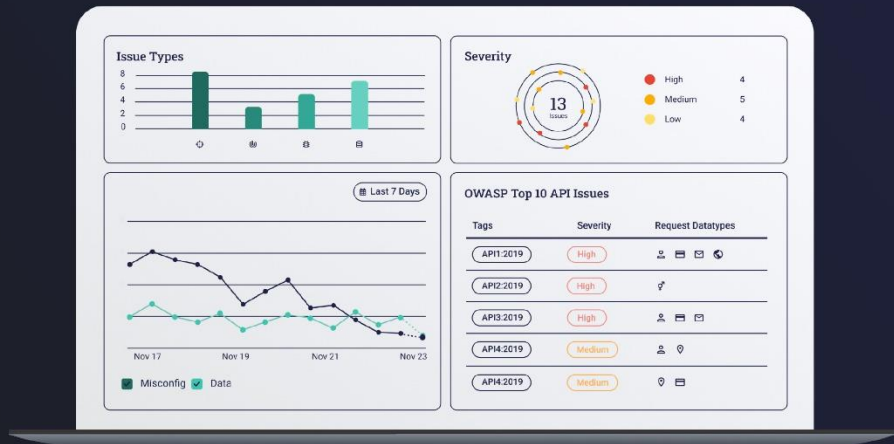 Issue Types
8
6
4
2
0
Severity
13
Issues
High 4
Medium 5
Low 4
Last 7 Days
Nov 17 Nov 19 Nov 21 Nov 23
Misconfig Data
OWASP Top 10 API Issues
Tags Severity Request Datatypes
API1:2019 High
API2:2019 High
API3:2019 High
API4:2019 Medium
API4:2019 Medium